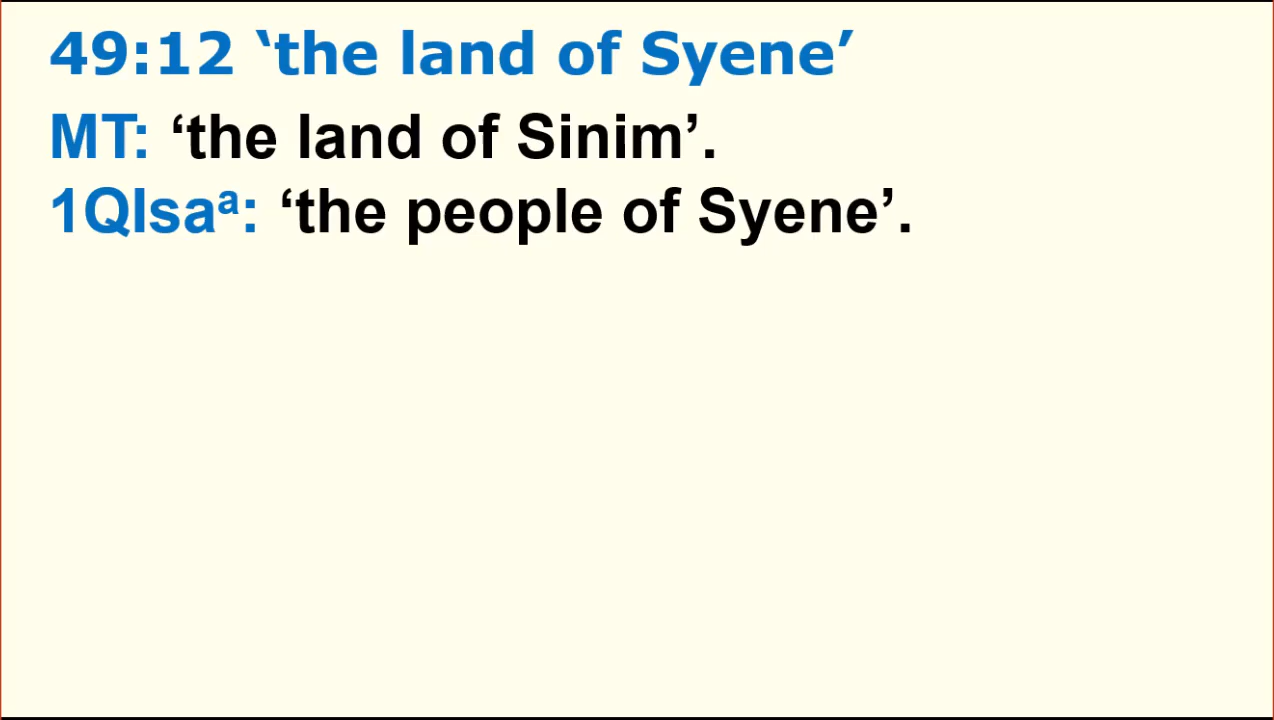 49:12 ‘the land of Syene’
MT: ‘the land of Sinim’.
1QIsaᵃ: ‘the people of Syene’.